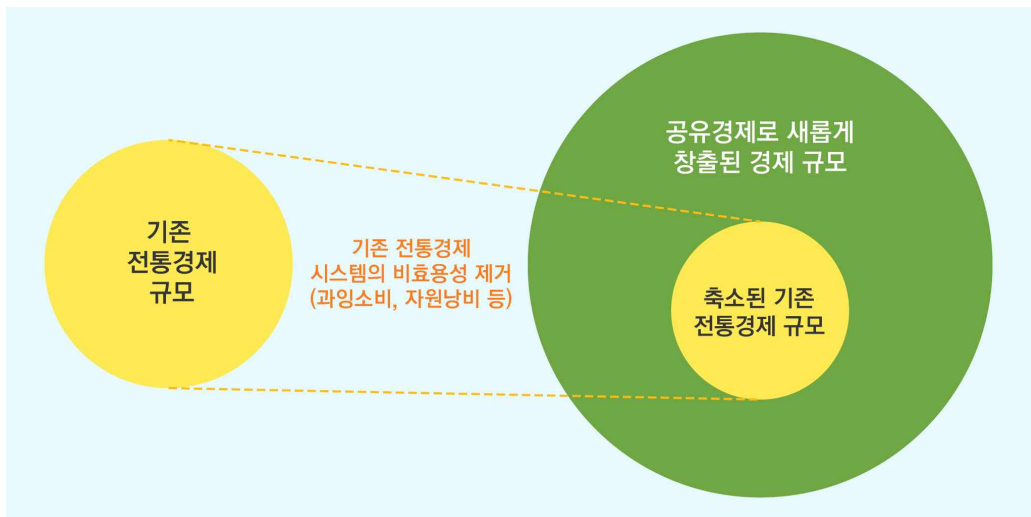 기존
전통경제
규모
기존 전통경제
시스템의 비효용성 제거
(과잉소비, 자원낭비 등)
공유경제로 새롭게
창출된 경제 규모
축소된 기존
전통경제 규모